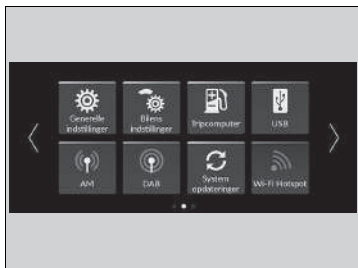 Generelle
indstillinger
Bilens
indstillinger
Tripcomputer
USB
AM
DAB
System
opdateringer
Wi-Fi Hotspot